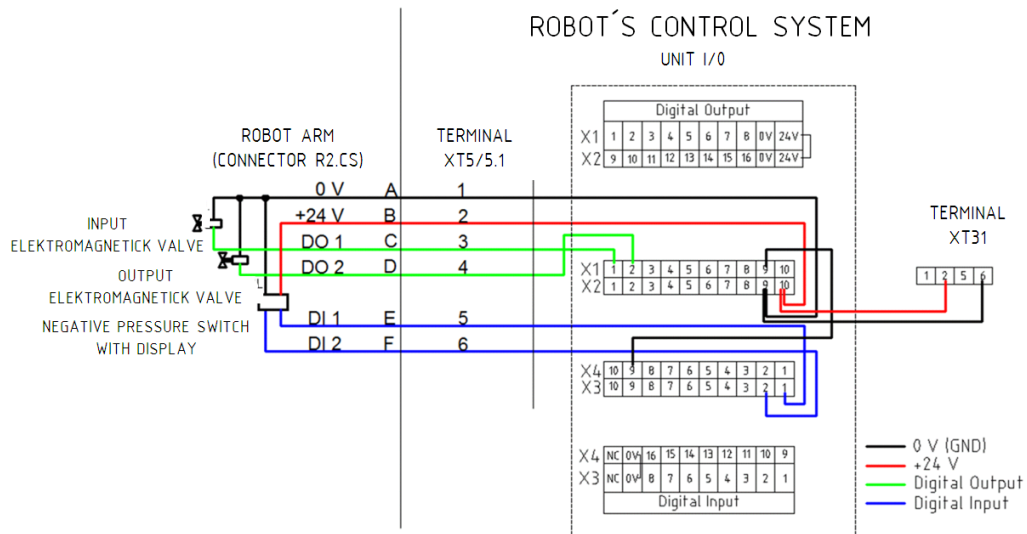 ROBOT´S CONTROL SYSTEM
UNIT I/0
Digital Output
X1 1 2 3 4 5 6 7 8 0V 24V
X2 9 10 11 12 13 14 15 16 0V 24V
ROBOT ARM
(CONNECTOR R2.CS)
TERMINAL
XT5/5.1
0 V A 1
+24 V B 2
DO 1 C 3
DO 2 D 4
DI 1 E 5
DI 2 F 6
INPUT
ELEKTROMAGNETICK VALVE
OUTPUT
ELEKTROMAGNETICK VALVE
NEGATIVE PRESSURE SWITCH
WITH DISPLAY
X1 1 2 3 4 5 6 7 8 9 10
X2 1 2 3 4 5 6 7 8 9 10
TERMINAL
XT31
1 2 5 6
X4 10 9 8 7 6 5 4 3 2 1
X3 10 9 8 7 6 5 4 3 2 1
X4 NC 0V 16 15 14 13 12 11 10 9
X3 NC 0V 8 7 6 5 4 3 2 1
Digital Input
0 V (GND)
+24 V
Digital Output
Digital Input